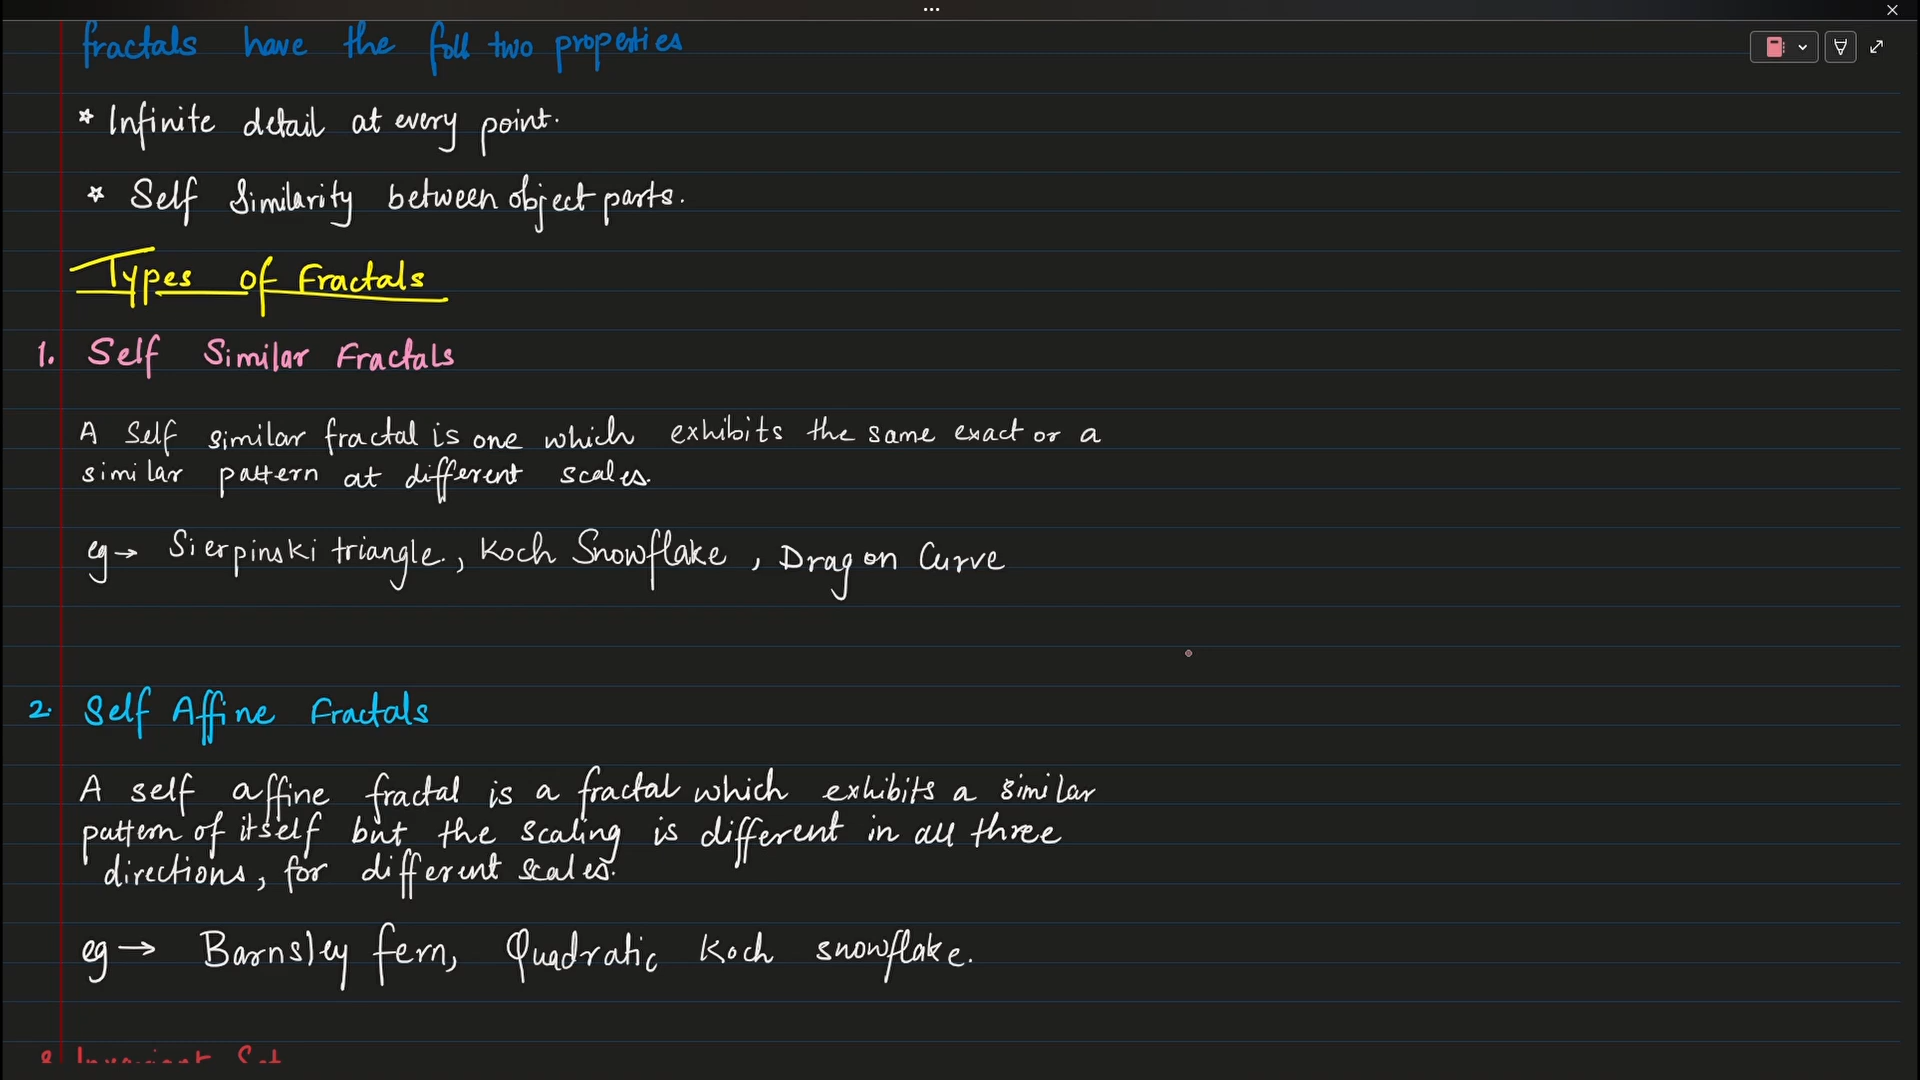 fractals have the foll two properties
* Infinite detail at every point.
* Self Similarity between object parts.
Types of Fractals
1. Self Similar Fractals
A Self similar fractal is one which exhibits the same exact or a
similar pattern at different scales.
eg → Sierpinski triangle, Koch Snowflake, Dragon Curve
2. Self Affine Fractals
A self affine fractal is a fractal which exhibits a similar
pattern of itself but the scaling is different in all three
directions, for different scales.
eg → Barnsley fern, Quadratic Koch snowflake.
Invariant Set